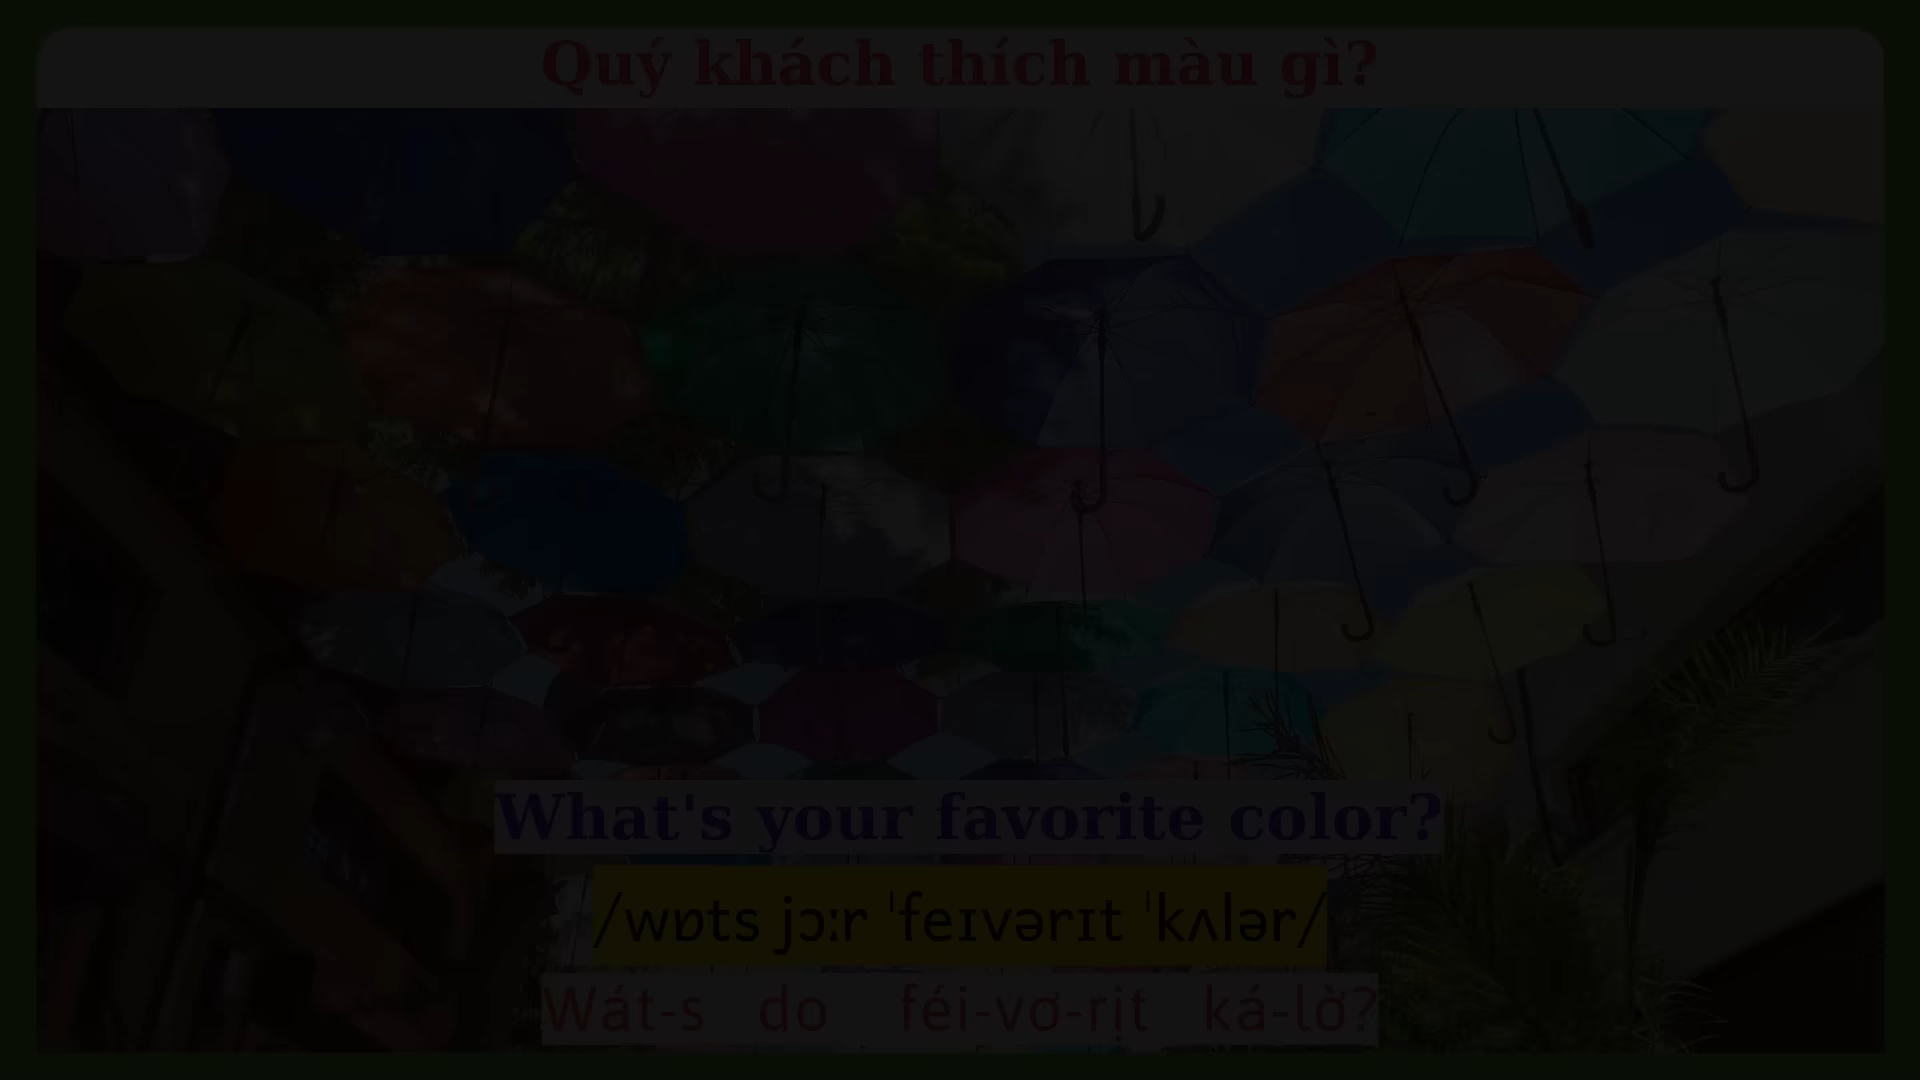 Quý khách thích màu gì?
What's your favorite color?
/wɒts jɔːr ˈfeɪvərɪt ˈkʌlər/
Wát-s do féi-vơ-rịt ká-lờ?